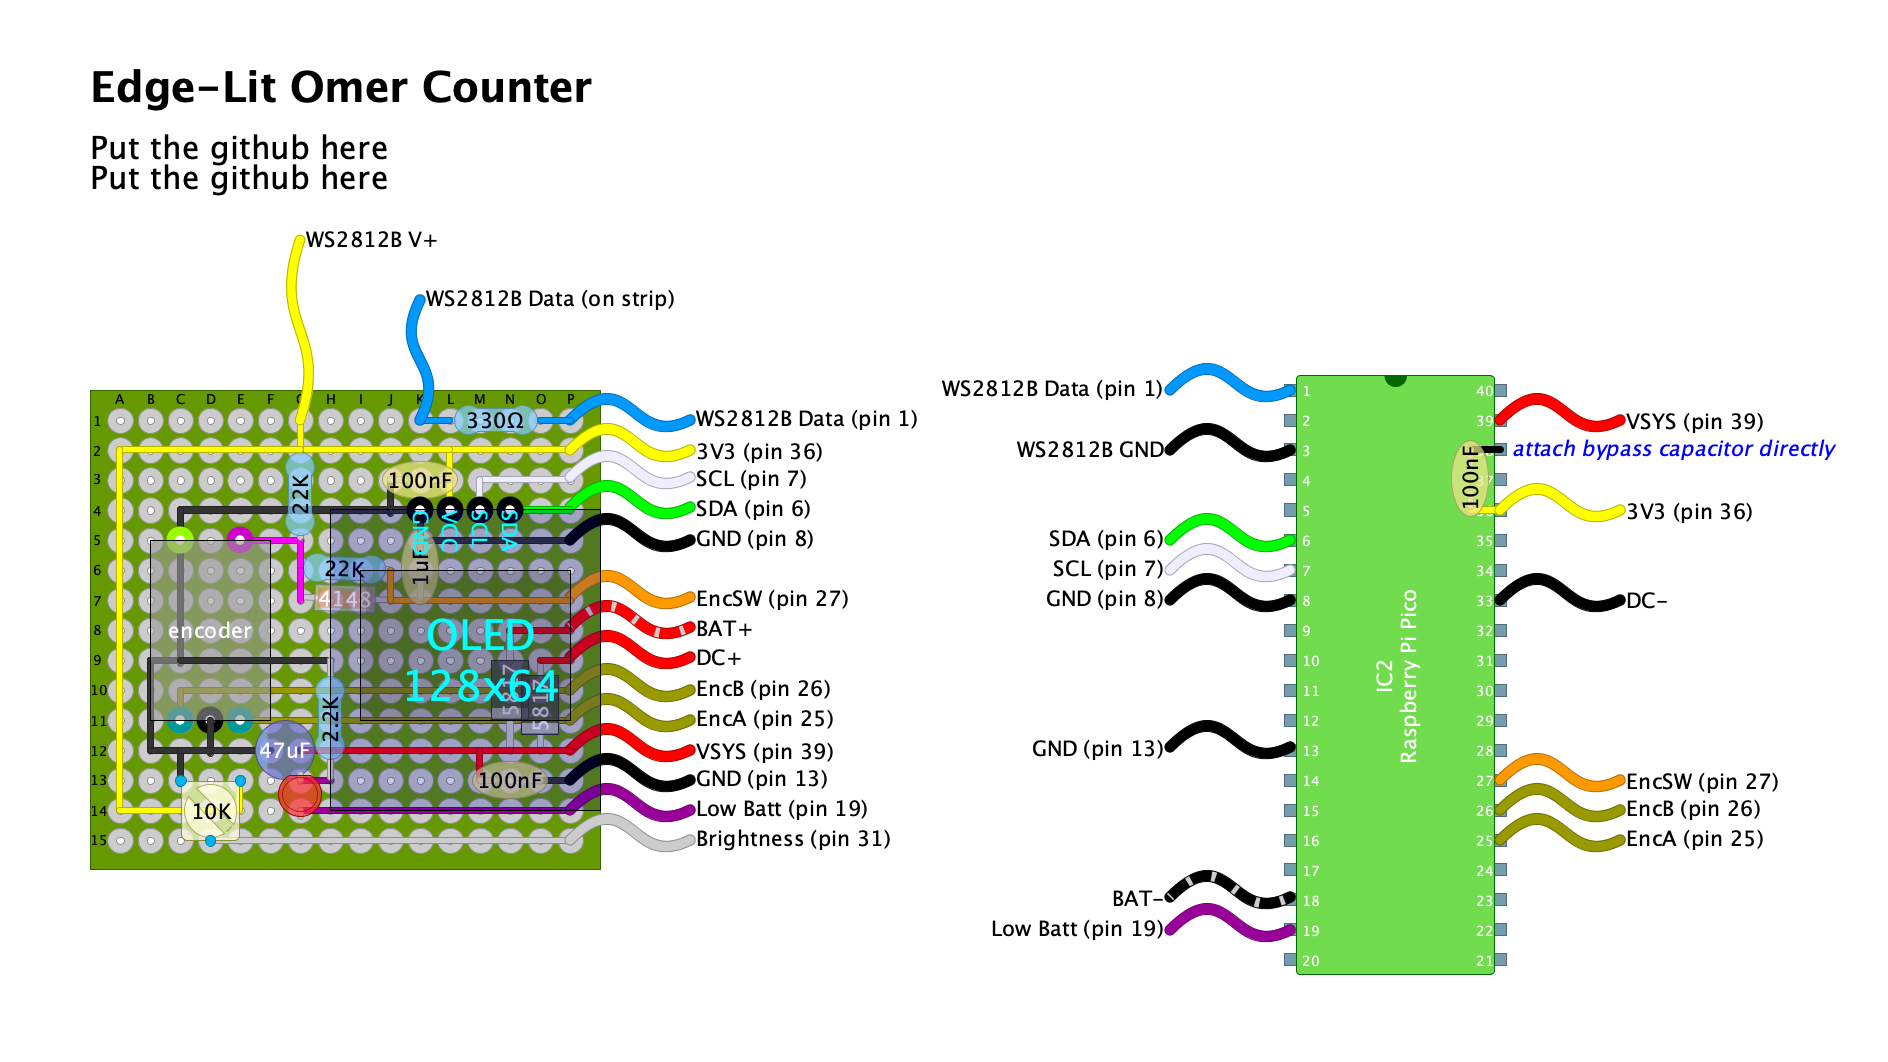 Edge-Lit Omer Counter
Put the github here
Put the github here
WS2812B V+
WS2812B Data (on strip)
A B C D E F G H I J K L M N O P
1
2
3
4
5
6
7
8
9
10
11
12
13
14
15
330Ω
22K
100nF
GND
VCC
SCL
SDA
1uF
22K
4148
encoder
OLED
128x64
5817
5817
2.2K
47uF
100nF
10K
WS2812B Data (pin 1)
3V3 (pin 36)
SCL (pin 7)
SDA (pin 6)
GND (pin 8)
EncSW (pin 27)
BAT+
DC+
EncB (pin 26)
EncA (pin 25)
VSYS (pin 39)
GND (pin 13)
Low Batt (pin 19)
Brightness (pin 31)
WS2812B Data (pin 1)
WS2812B GND
SDA (pin 6)
SCL (pin 7)
GND (pin 8)
GND (pin 13)
BAT-
Low Batt (pin 19)
1 40
2 39
3
4 7
5
6 35
7 34
8 33
9 32
10 31
11 30
12 29
13 28
14 27
15 26
16 25
17 24
18 23
19 22
20 21
IC2
Raspberry Pi Pico
100nF
VSYS (pin 39)
attach bypass capacitor directly
3V3 (pin 36)
DC-
EncSW (pin 27)
EncB (pin 26)
EncA (pin 25)